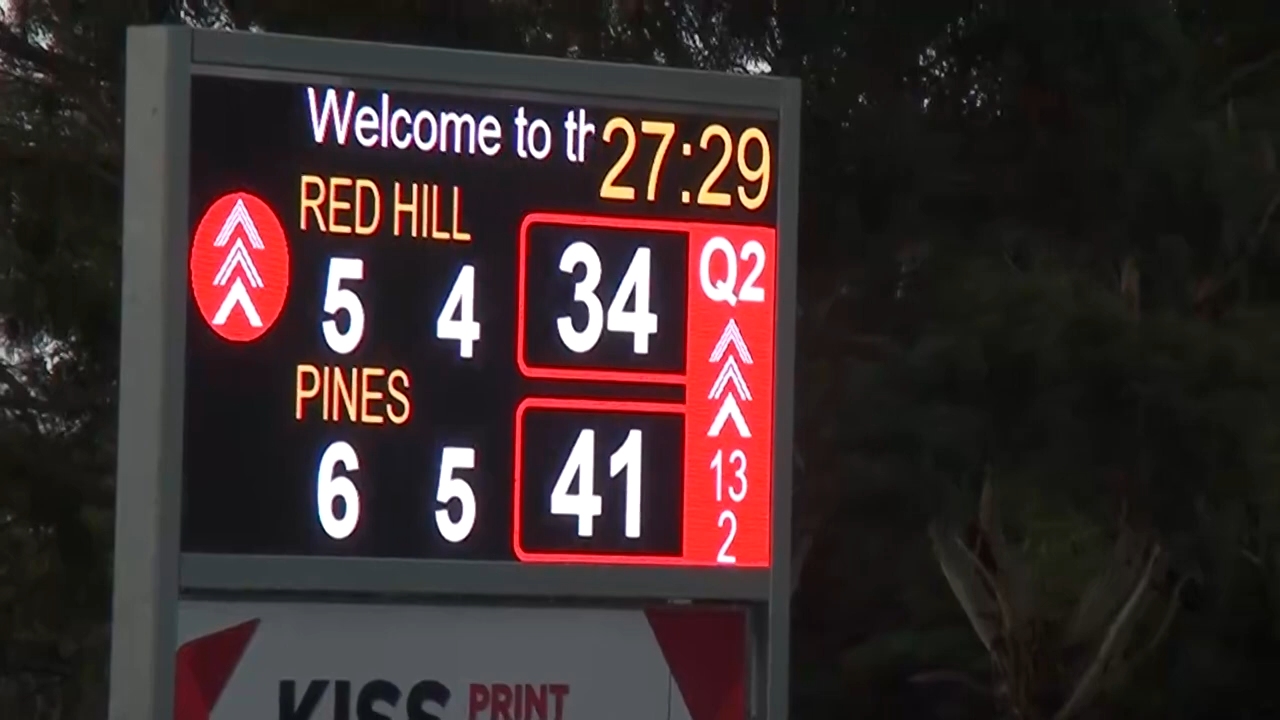 Welcome to th 27:29
RED HILL
5 4 34 Q2
PINES
6 5 41 13
2
KISS PRINT